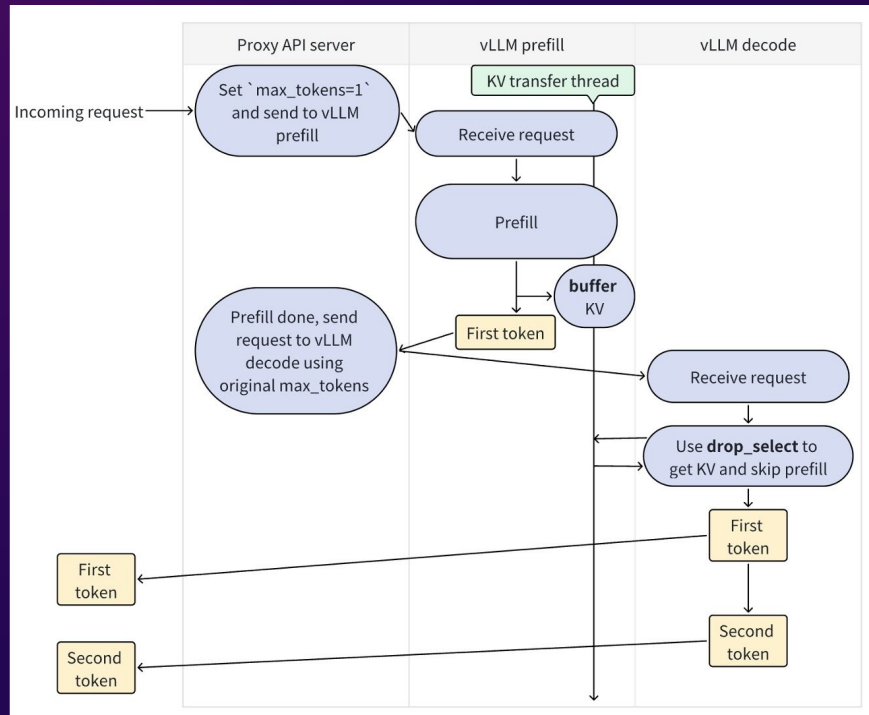 Proxy API server
vLLM prefill
vLLM decode
KV transfer thread
Incoming request
Set `max_tokens=1`
and send to vLLM
prefill
Receive request
Prefill
buffer
KV
First token
Prefill done, send
request to vLLM
decode using
original max_tokens
Receive request
Use drop_select to
get KV and skip prefill
First
token
First
token
Second
token
Second
token